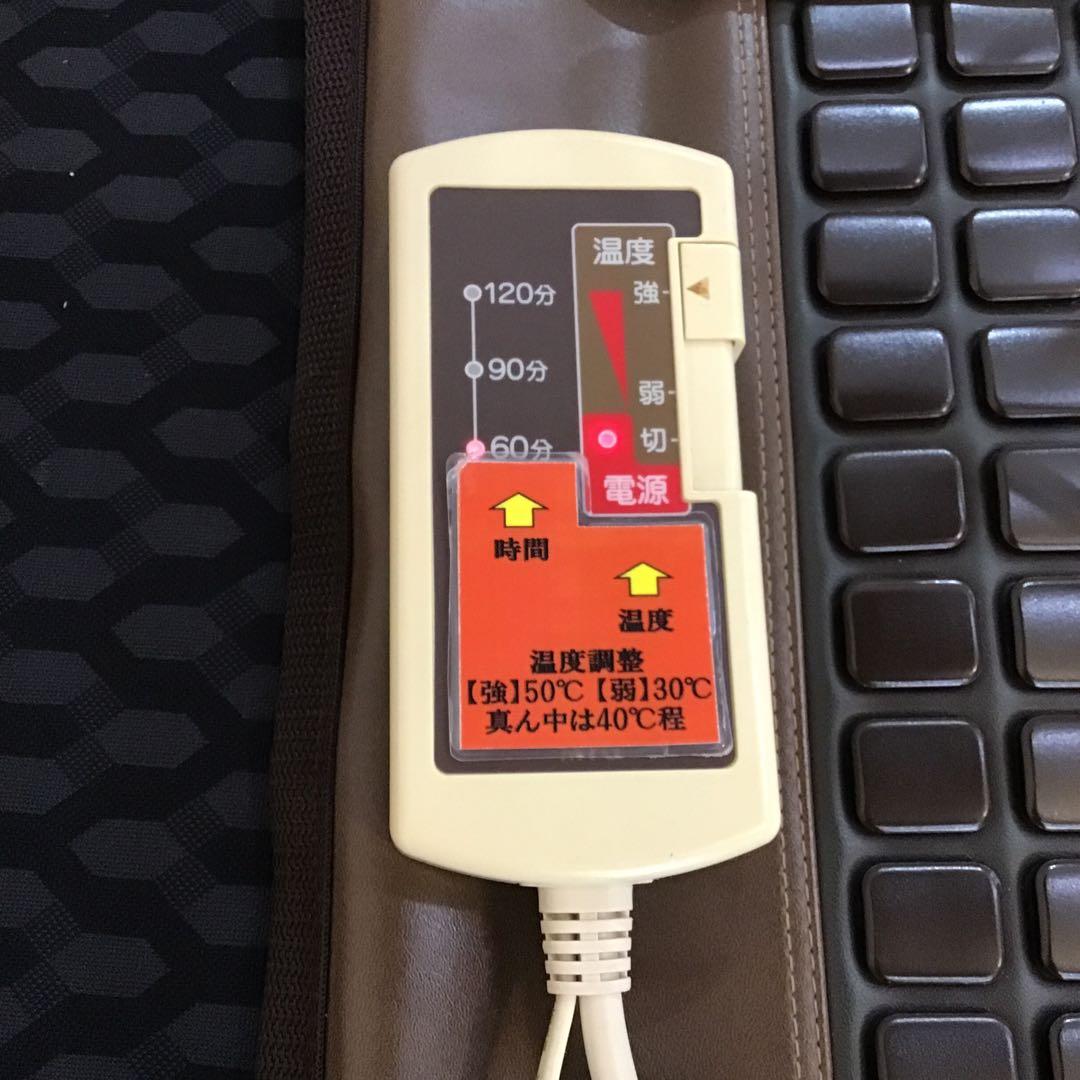 温度
120分
強
90分
弱
60分
切
電源
時間
温度
温度調整
【強】50℃【弱】30℃
真ん中は40℃程